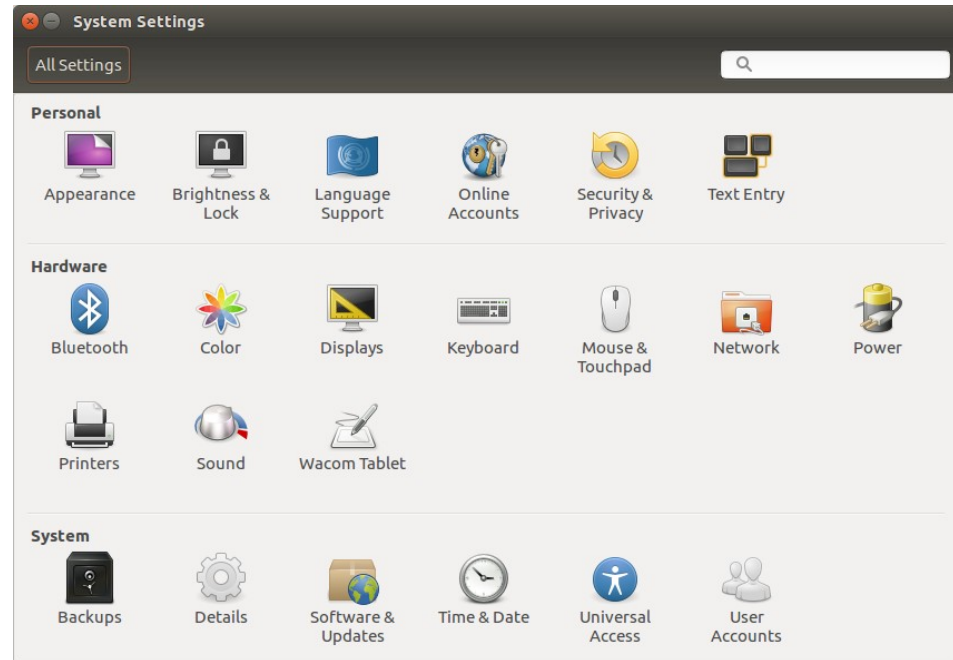 System Settings
All Settings
Personal
Appearance
Brightness &
Lock
Language
Support
Online
Accounts
Security &
Privacy
Text Entry
Hardware
Bluetooth
Color
Displays
Keyboard
Mouse &
Touchpad
Network
Power
Printers
Sound
Wacom Tablet
System
Backups
Details
Software &
Updates
Time & Date
Universal
Access
User
Accounts